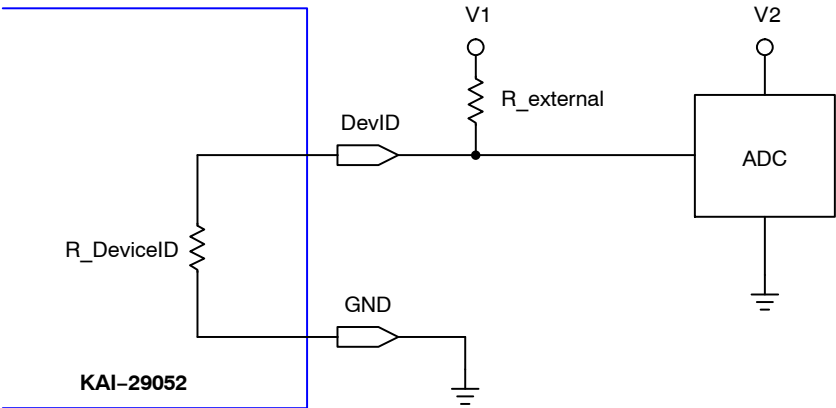 V1
V2
R_external
DevID
ADC
R_DeviceID
GND
KAI−29052